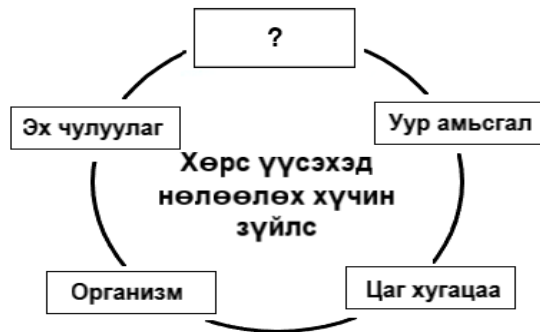 ?
Эх чулуулаг
Уур амьсгал
Хөрс үүсэхэд
нөлөөлөх хүчин
зүйлс
Организм
Цаг хугацаа